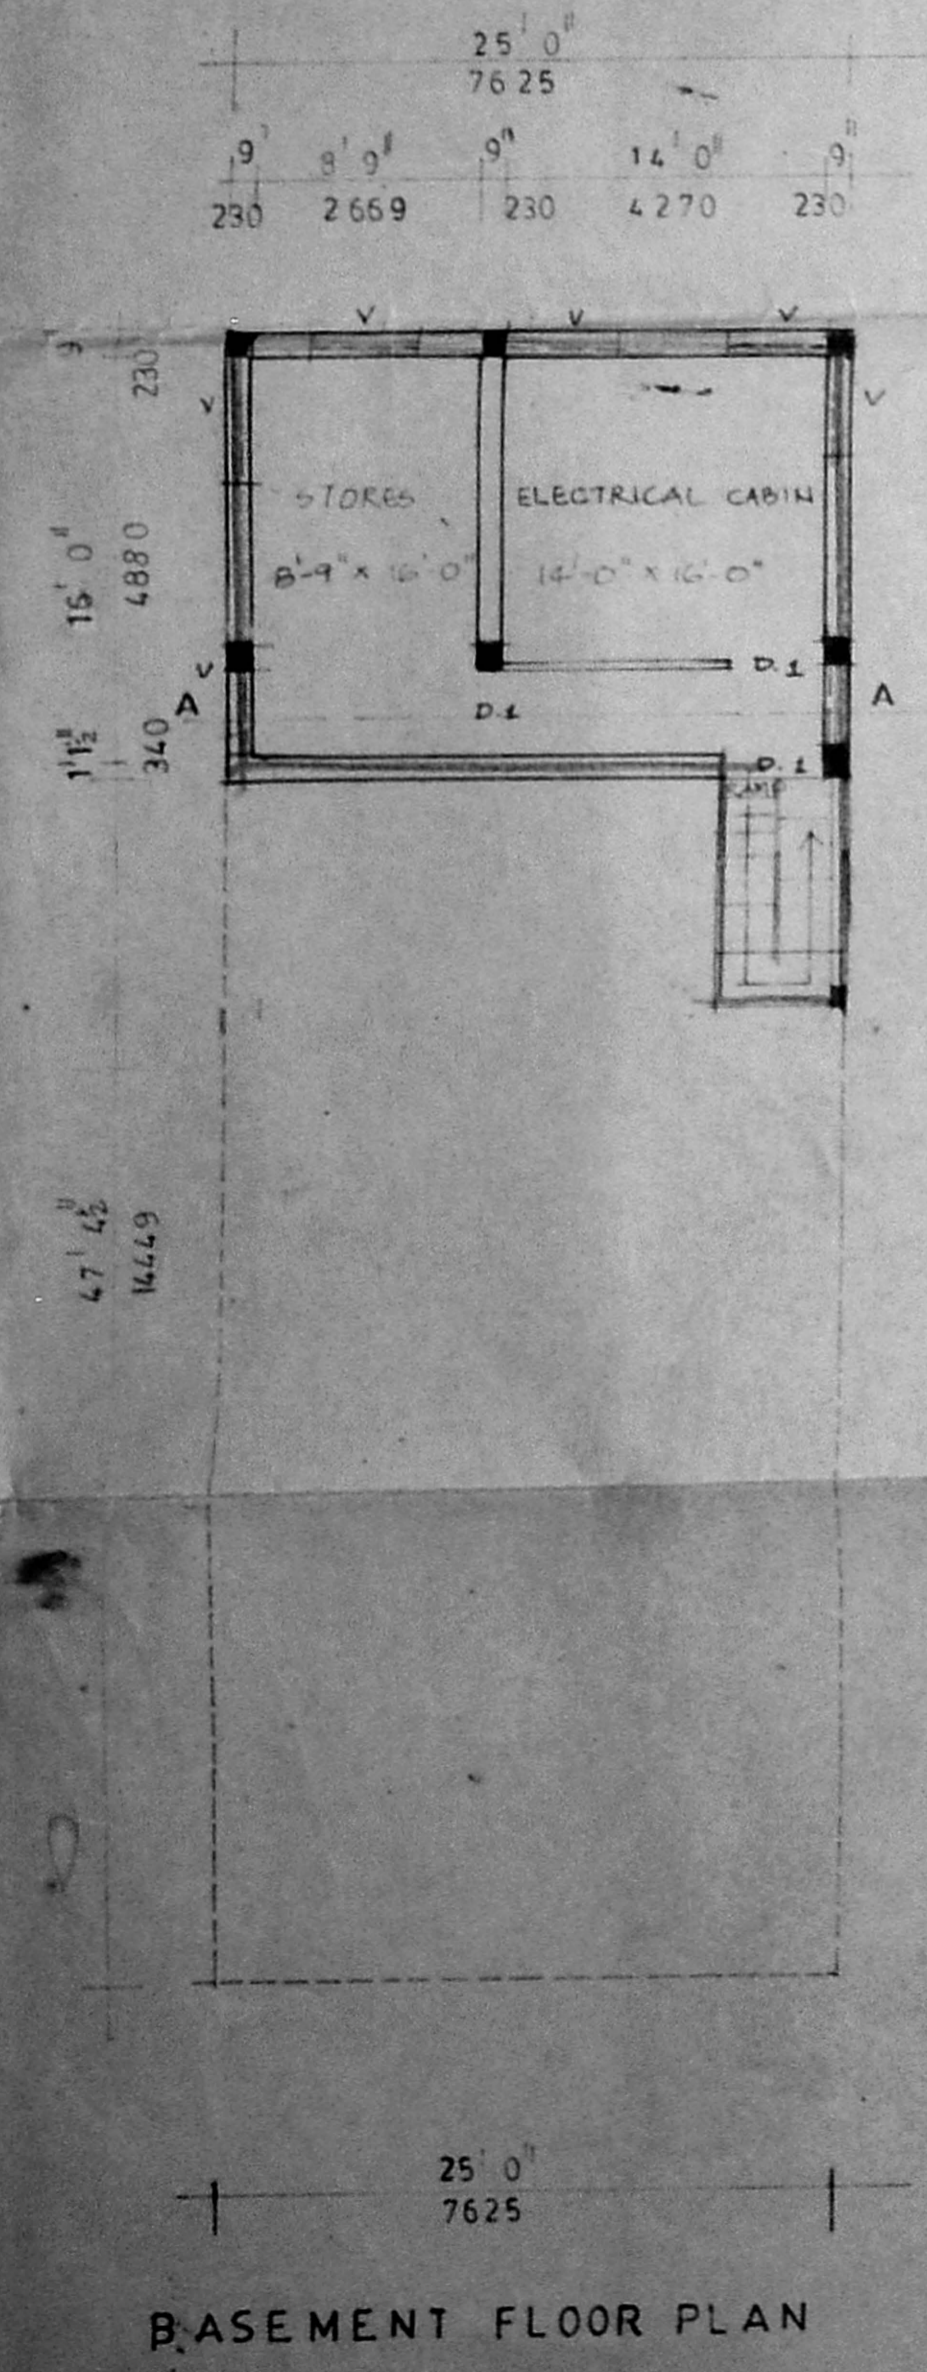 25' 0"
7625
9" 8' 9" 9" 14' 0" 9"
230 2669 230 4270 230
V V V
9"
230
V V
STORES ELECTRICAL CABIN
8'-9" x 16'-0" 14'-0" x 16'-0"
16' 0"
4880
V D.1
A A
D.1
1' 1½"
340
D.1
RAMP
47' 4½"
14449
25' 0"
7625
BASEMENT FLOOR PLAN